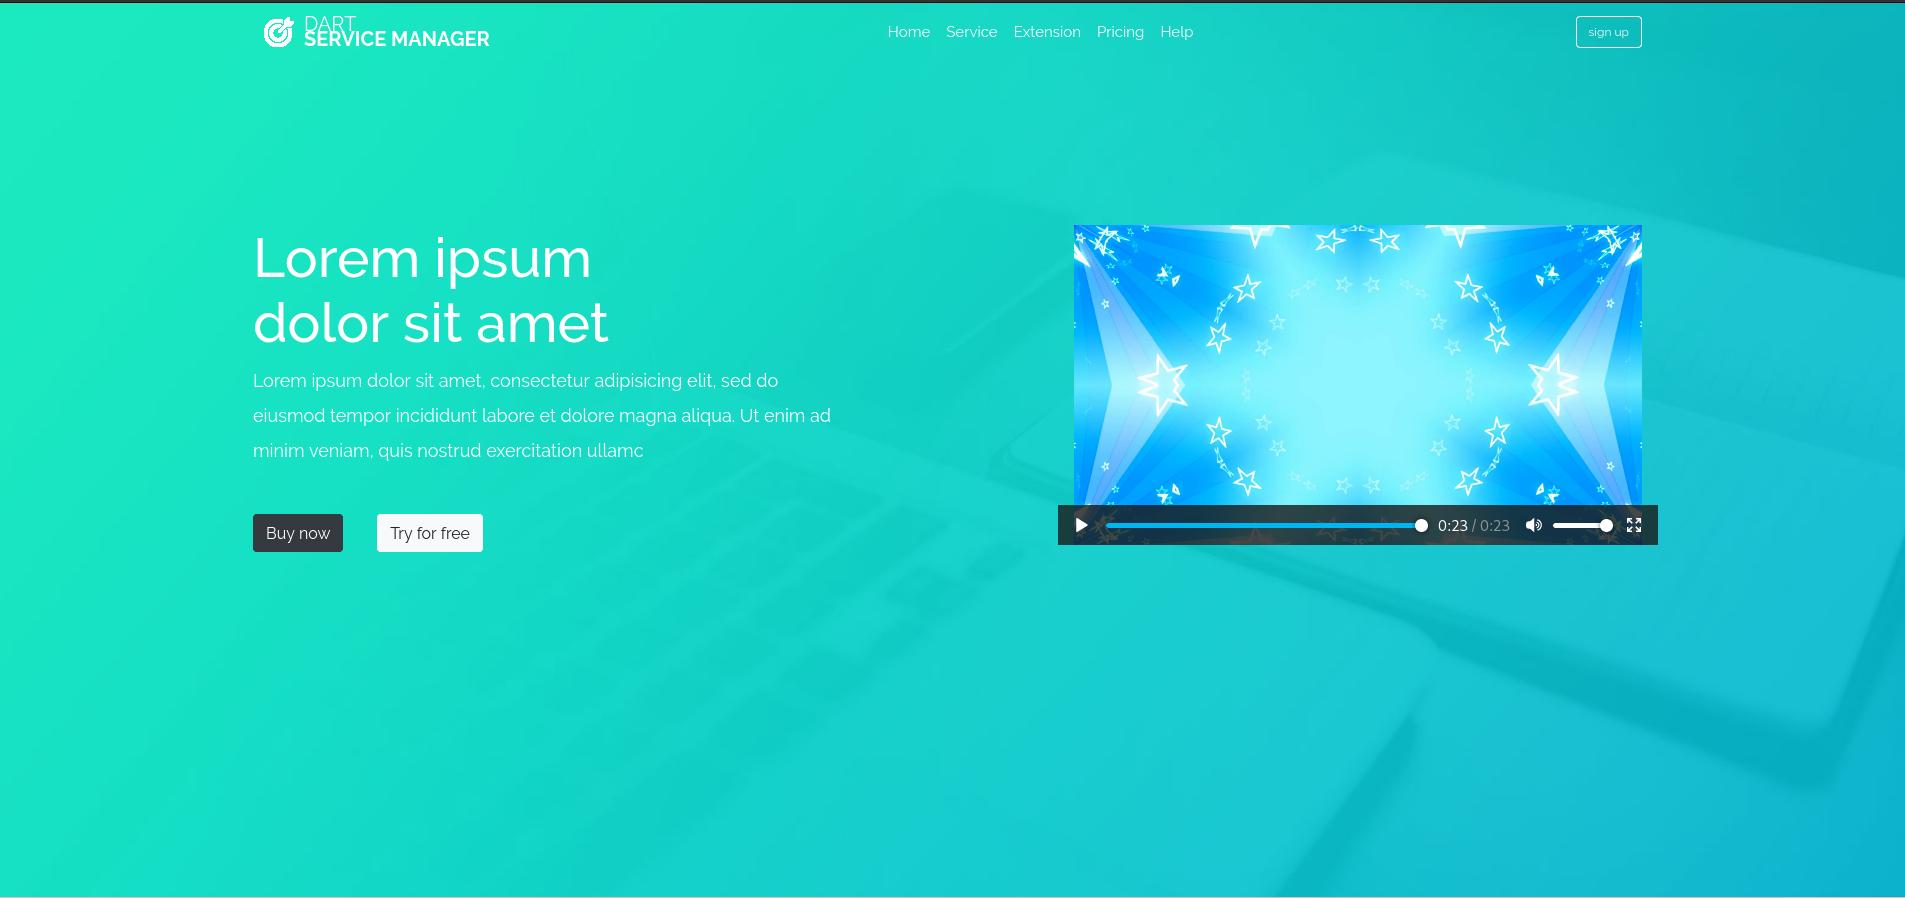 DART
SERVICE MANAGER
Home Service Extension Pricing Help
sign up
Lorem ipsum
dolor sit amet
Lorem ipsum dolor sit amet, consectetur adipisicing elit, sed do
eiusmod tempor incididunt labore et dolore magna aliqua. Ut enim ad
minim veniam, quis nostrud exercitation ullamc
Buy now Try for free
0:23 / 0:23